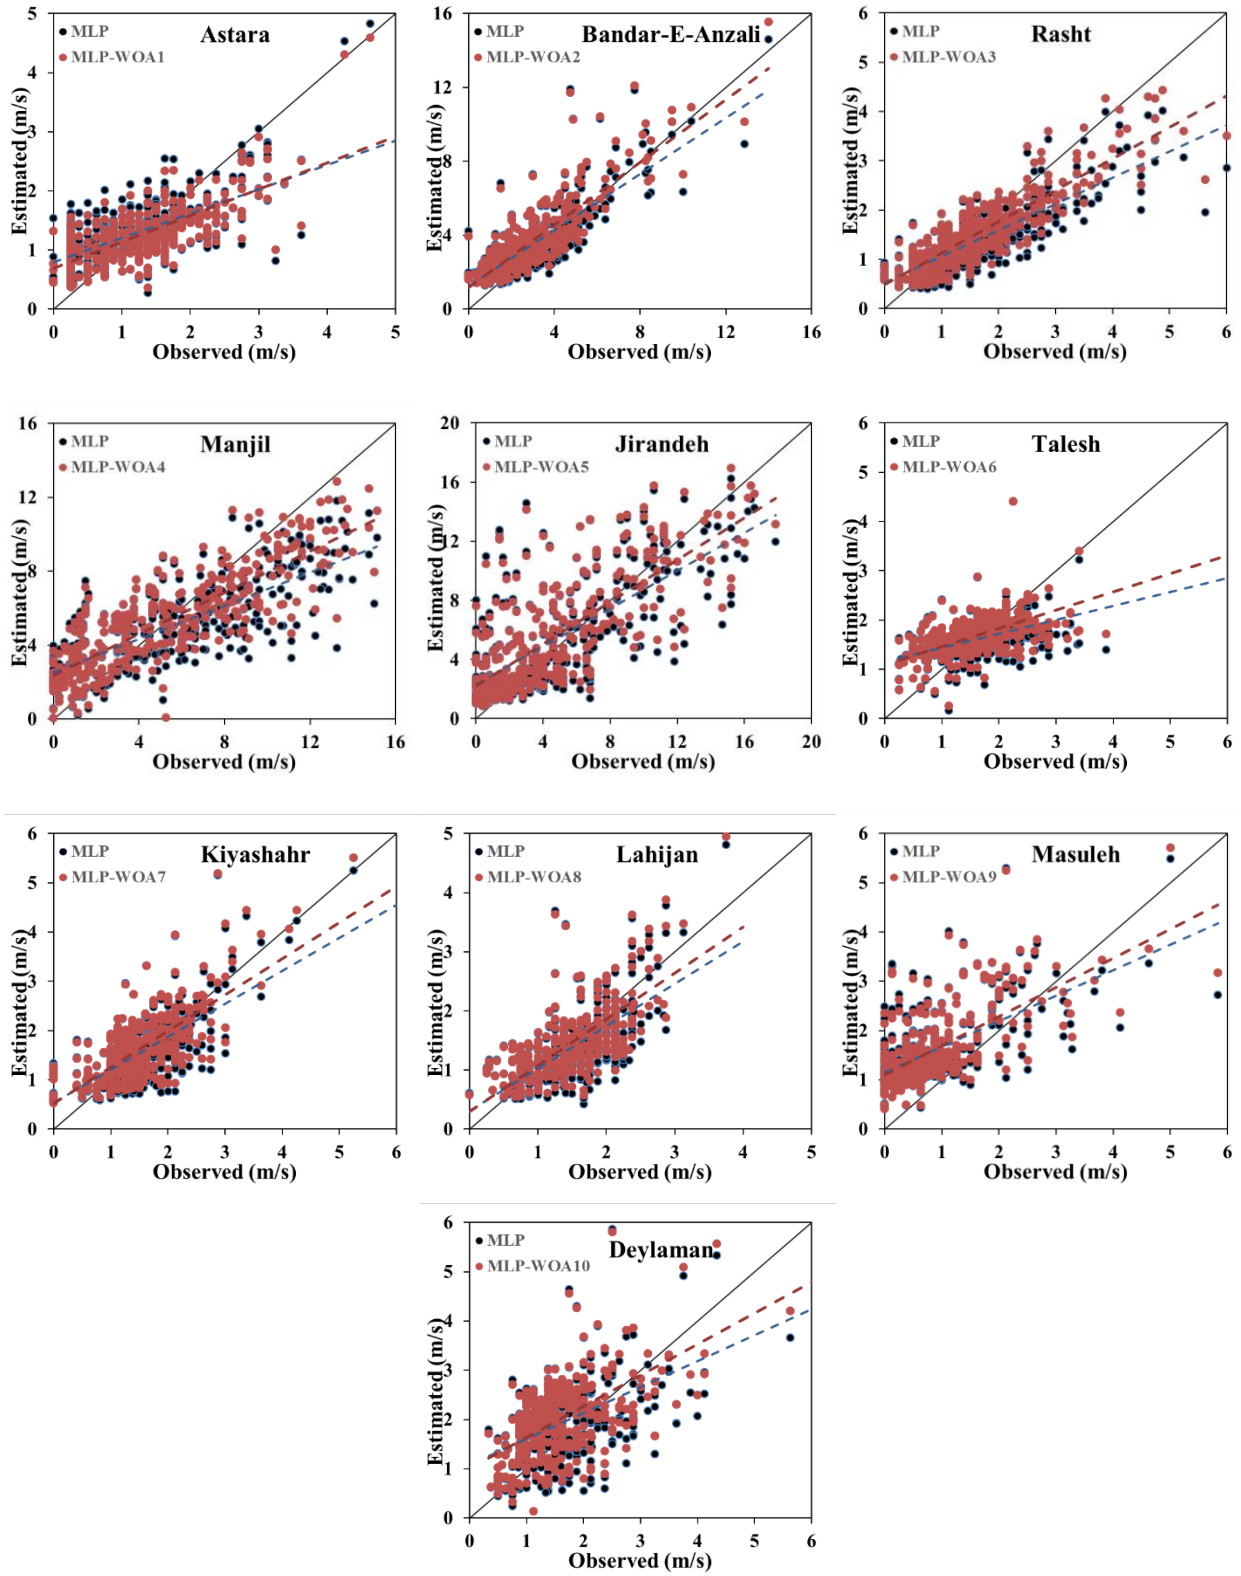 Astara
MLP
MLP-WOA1
Estimated (m/s)
5
4
3
2
1
0
0 1 2 3 4 5
Observed (m/s)
Bandar-E-Anzali
MLP
MLP-WOA2
Estimated (m/s)
16
12
8
4
0
0 4 8 12 16
Observed (m/s)
Rasht
MLP
MLP-WOA3
Estimated (m/s)
6
5
4
3
2
1
0
0 1 2 3 4 5 6
Observed (m/s)
Manjil
MLP
MLP-WOA4
Estimated (m/s)
16
12
8
4
0
0 4 8 12 16
Observed (m/s)
Jirandeh
MLP
MLP-WOA5
Estimated (m/s)
20
16
12
8
4
0
0 4 8 12 16 20
Observed (m/s)
Talesh
MLP
MLP-WOA6
Estimated (m/s)
6
5
4
3
2
1
0
0 1 2 3 4 5 6
Observed (m/s)
Kiyashahr
MLP
MLP-WOA7
Estimated (m/s)
6
5
4
3
2
1
0
0 1 2 3 4 5 6
Observed (m/s)
Lahijan
MLP
MLP-WOA8
Estimated (m/s)
5
4
3
2
1
0
0 1 2 3 4 5
Observed (m/s)
Masuleh
MLP
MLP-WOA9
Estimated (m/s)
6
5
4
3
2
1
0
0 1 2 3 4 5 6
Observed (m/s)
Deylaman
MLP
MLP-WOA10
Estimated (m/s)
6
5
4
3
2
1
0
0 1 2 3 4 5 6
Observed (m/s)